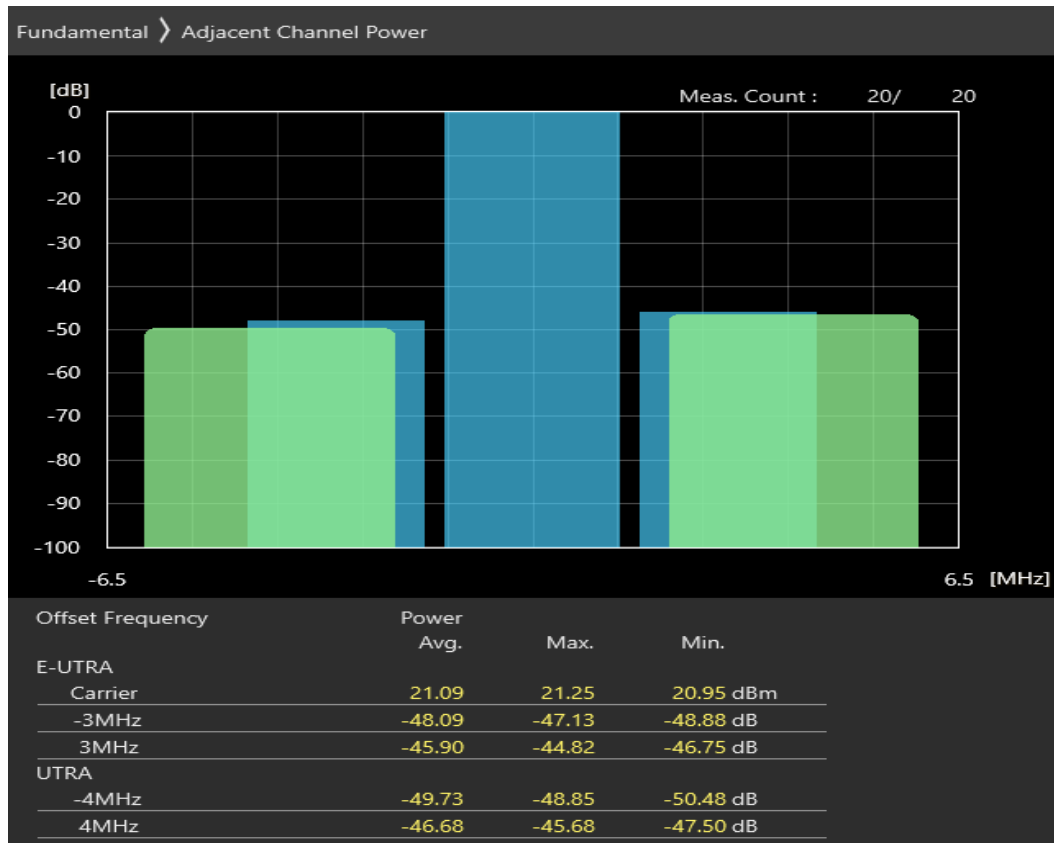 Fundamental ❭ Adjacent Channel Power
[dB]
Meas. Count : 20/ 20
0
-10
-20
-30
-40
-50
-60
-70
-80
-90
-100
-6.5 6.5 [MHz]
Offset Frequency Power
Avg. Max. Min.
E-UTRA
Carrier 21.09 21.25 20.95 dBm
-3MHz -48.09 -47.13 -48.88 dB
3MHz -45.90 -44.82 -46.75 dB
UTRA
-4MHz -49.73 -48.85 -50.48 dB
4MHz -46.68 -45.68 -47.50 dB